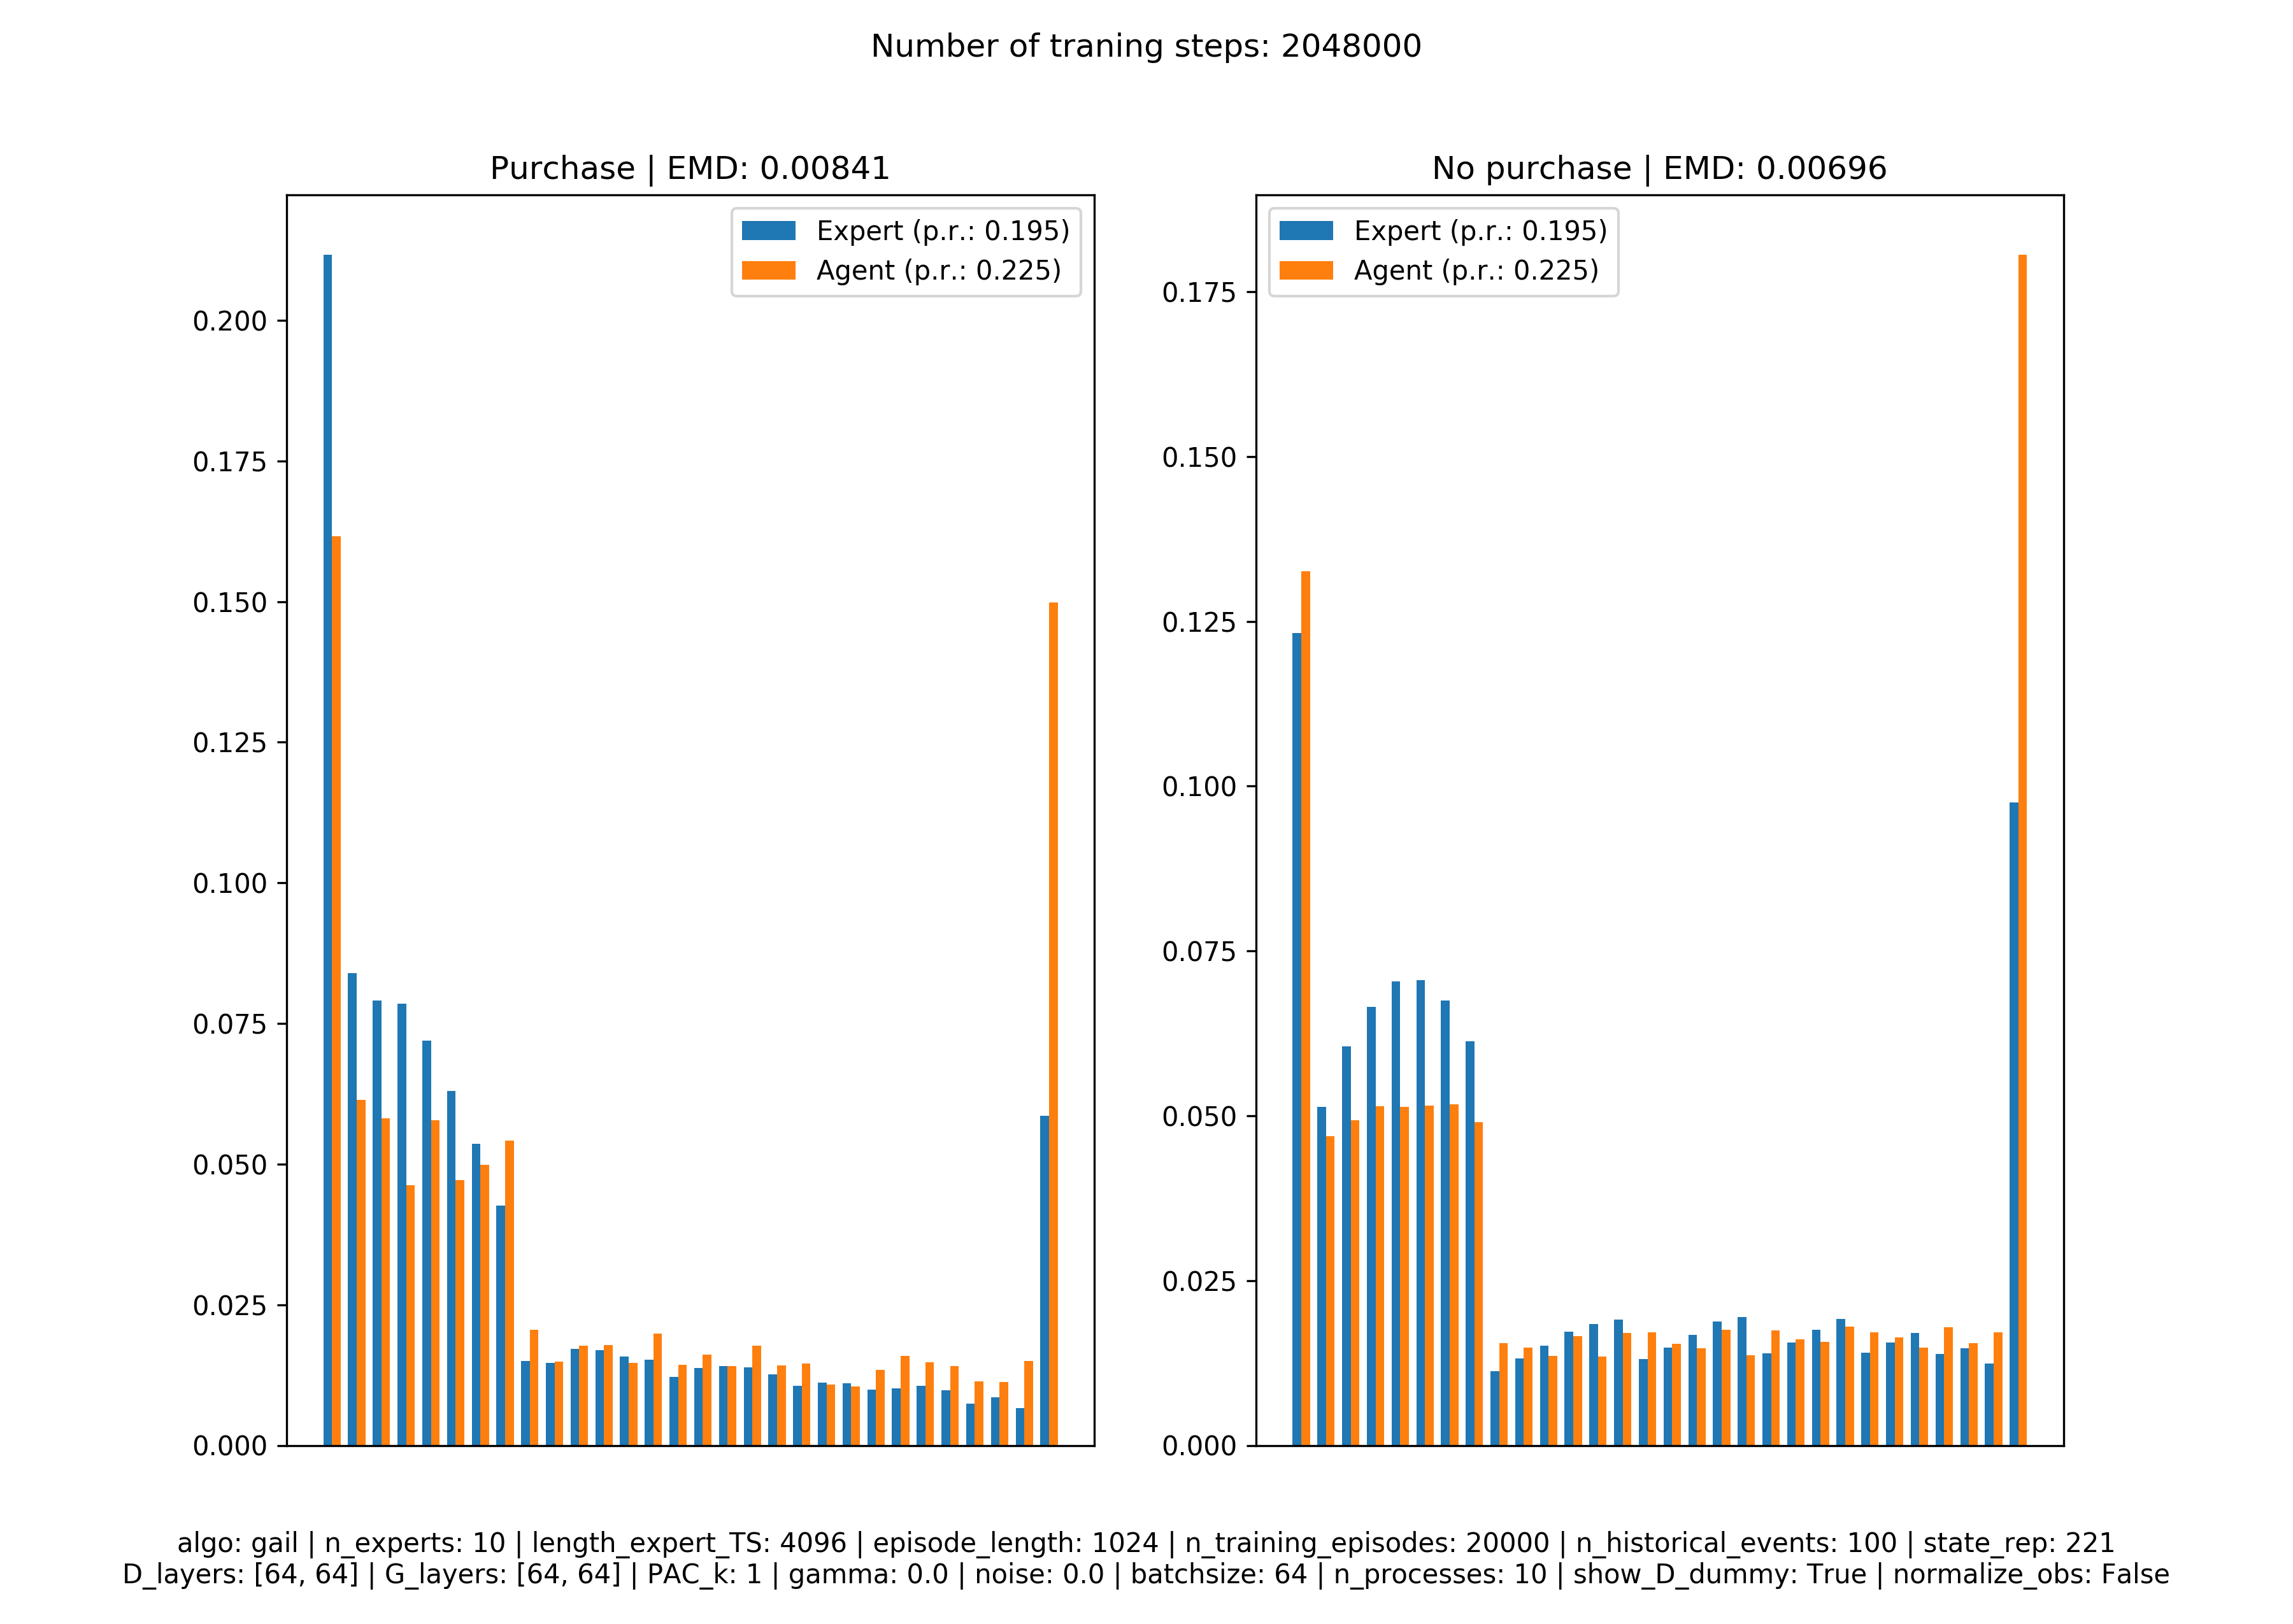 Number of traning steps: 2048000
Purchase | EMD: 0.00841
Expert (p.r.: 0.195)
Agent (p.r.: 0.225)
0.200
0.175
0.150
0.125
0.100
0.075
0.050
0.025
0.000
No purchase | EMD: 0.00696
Expert (p.r.: 0.195)
Agent (p.r.: 0.225)
0.175
0.150
0.125
0.100
0.075
0.050
0.025
0.000
algo: gail | n_experts: 10 | length_expert_TS: 4096 | episode_length: 1024 | n_training_episodes: 20000 | n_historical_events: 100 | state_rep: 221
D_layers: [64, 64] | G_layers: [64, 64] | PAC_k: 1 | gamma: 0.0 | noise: 0.0 | batchsize: 64 | n_processes: 10 | show_D_dummy: True | normalize_obs: False